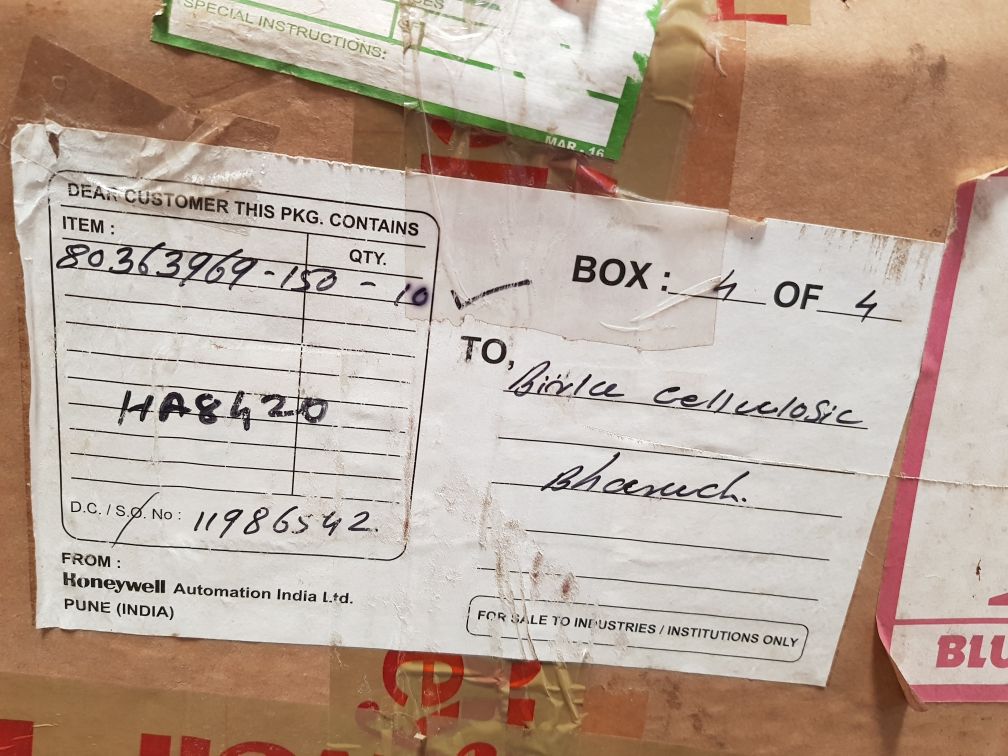 SPECIAL INSTRUCTIONS:
MAR - 16
DEAR CUSTOMER THIS PKG. CONTAINS
ITEM :
QTY.
80363969-150 - 10
HA8420
D.C. / S.O. No : 11986542.
FROM :
Honeywell Automation India Ltd.
PUNE (INDIA)
BOX : 4 OF 4
TO,
Birla Cellulosic
Bharuch.
FOR SALE TO INDUSTRIES / INSTITUTIONS ONLY